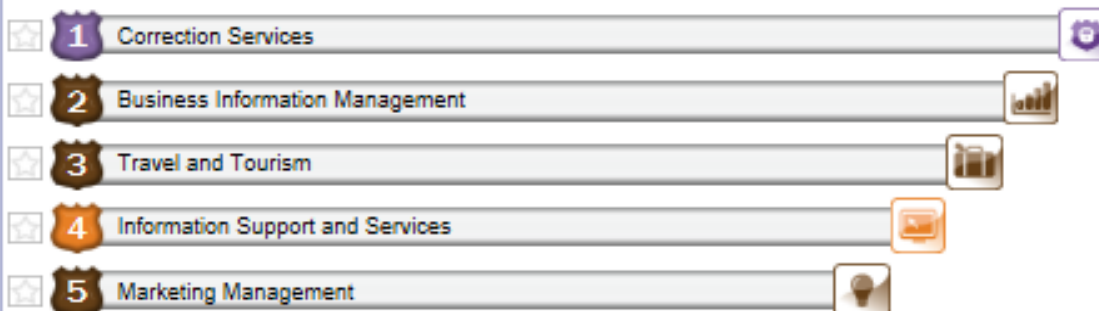 1 Correction Services
2 Business Information Management
3 Travel and Tourism
4 Information Support and Services
5 Marketing Management